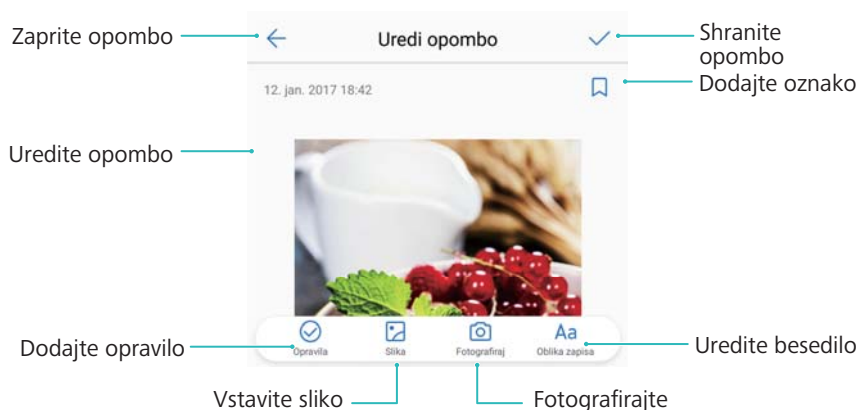 Zaprite opombo
Uredi opombo
Shranite
opombo
12. jan. 2017 18:42
Dodajte oznako
Uredite opombo
Dodajte opravilo
Opravila
Slika
Fotografiraj
Aa
Oblika zapisa
Uredite besedilo
Vstavite sliko
Fotografirajte